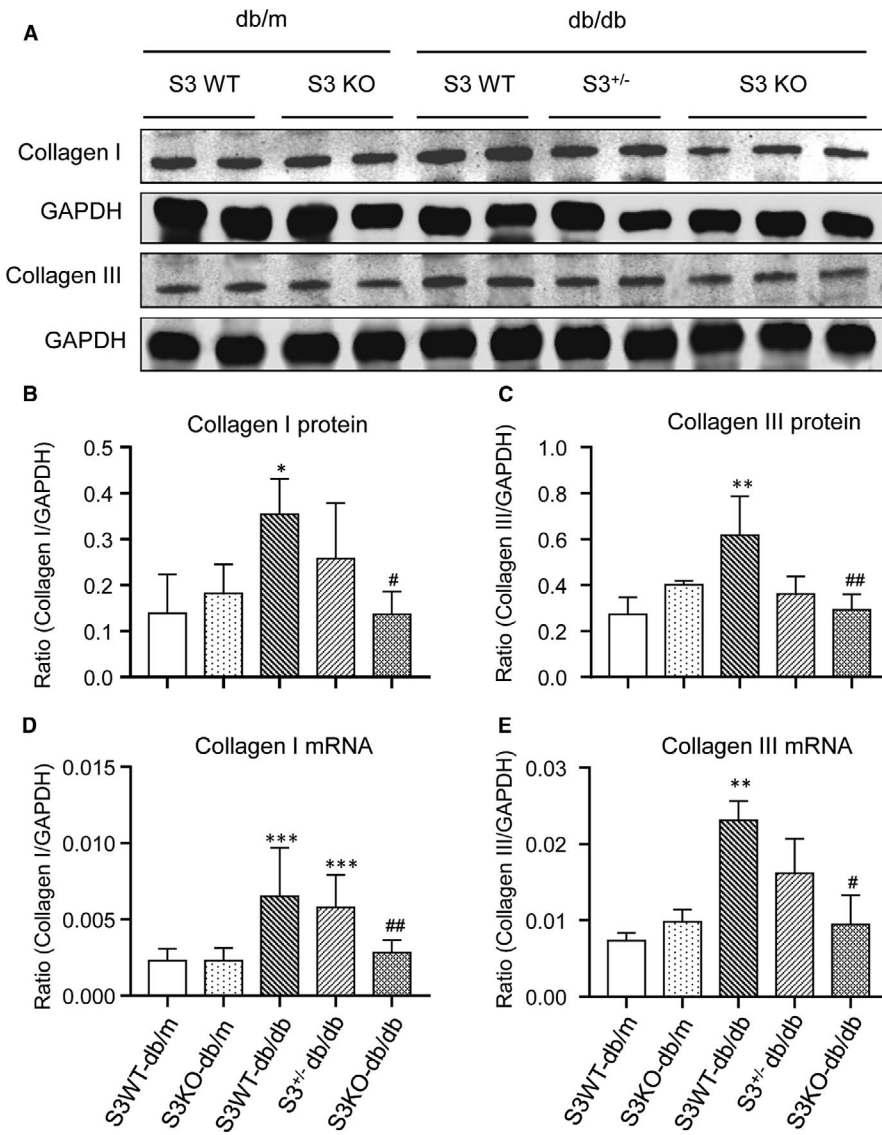 A
db/m db/db
S3 WT S3 KO S3 WT S3+/- S3 KO
Collagen I
GAPDH
Collagen III
GAPDH
B
Collagen I protein
Ratio (Collagen I/GAPDH)
0.5
0.4
0.3
0.2
0.1
0.0
*
#
C
Collagen III protein
Ratio (Collagen III/GAPDH)
1.0
0.8
0.6
0.4
0.2
0.0
**
##
D
Collagen I mRNA
Ratio (Collagen I/GAPDH)
0.015
0.010
0.005
0.000
***
***
##
S3WT-db/m
S3KO-db/m
S3WT-db/db
S3+/- db/db
S3KO-db/db
E
Collagen III mRNA
Ratio (Collagen III/GAPDH)
0.03
0.02
0.01
0.00
**
#
S3WT-db/m
S3KO-db/m
S3WT-db/db
S3+/- db/db
S3KO-db/db